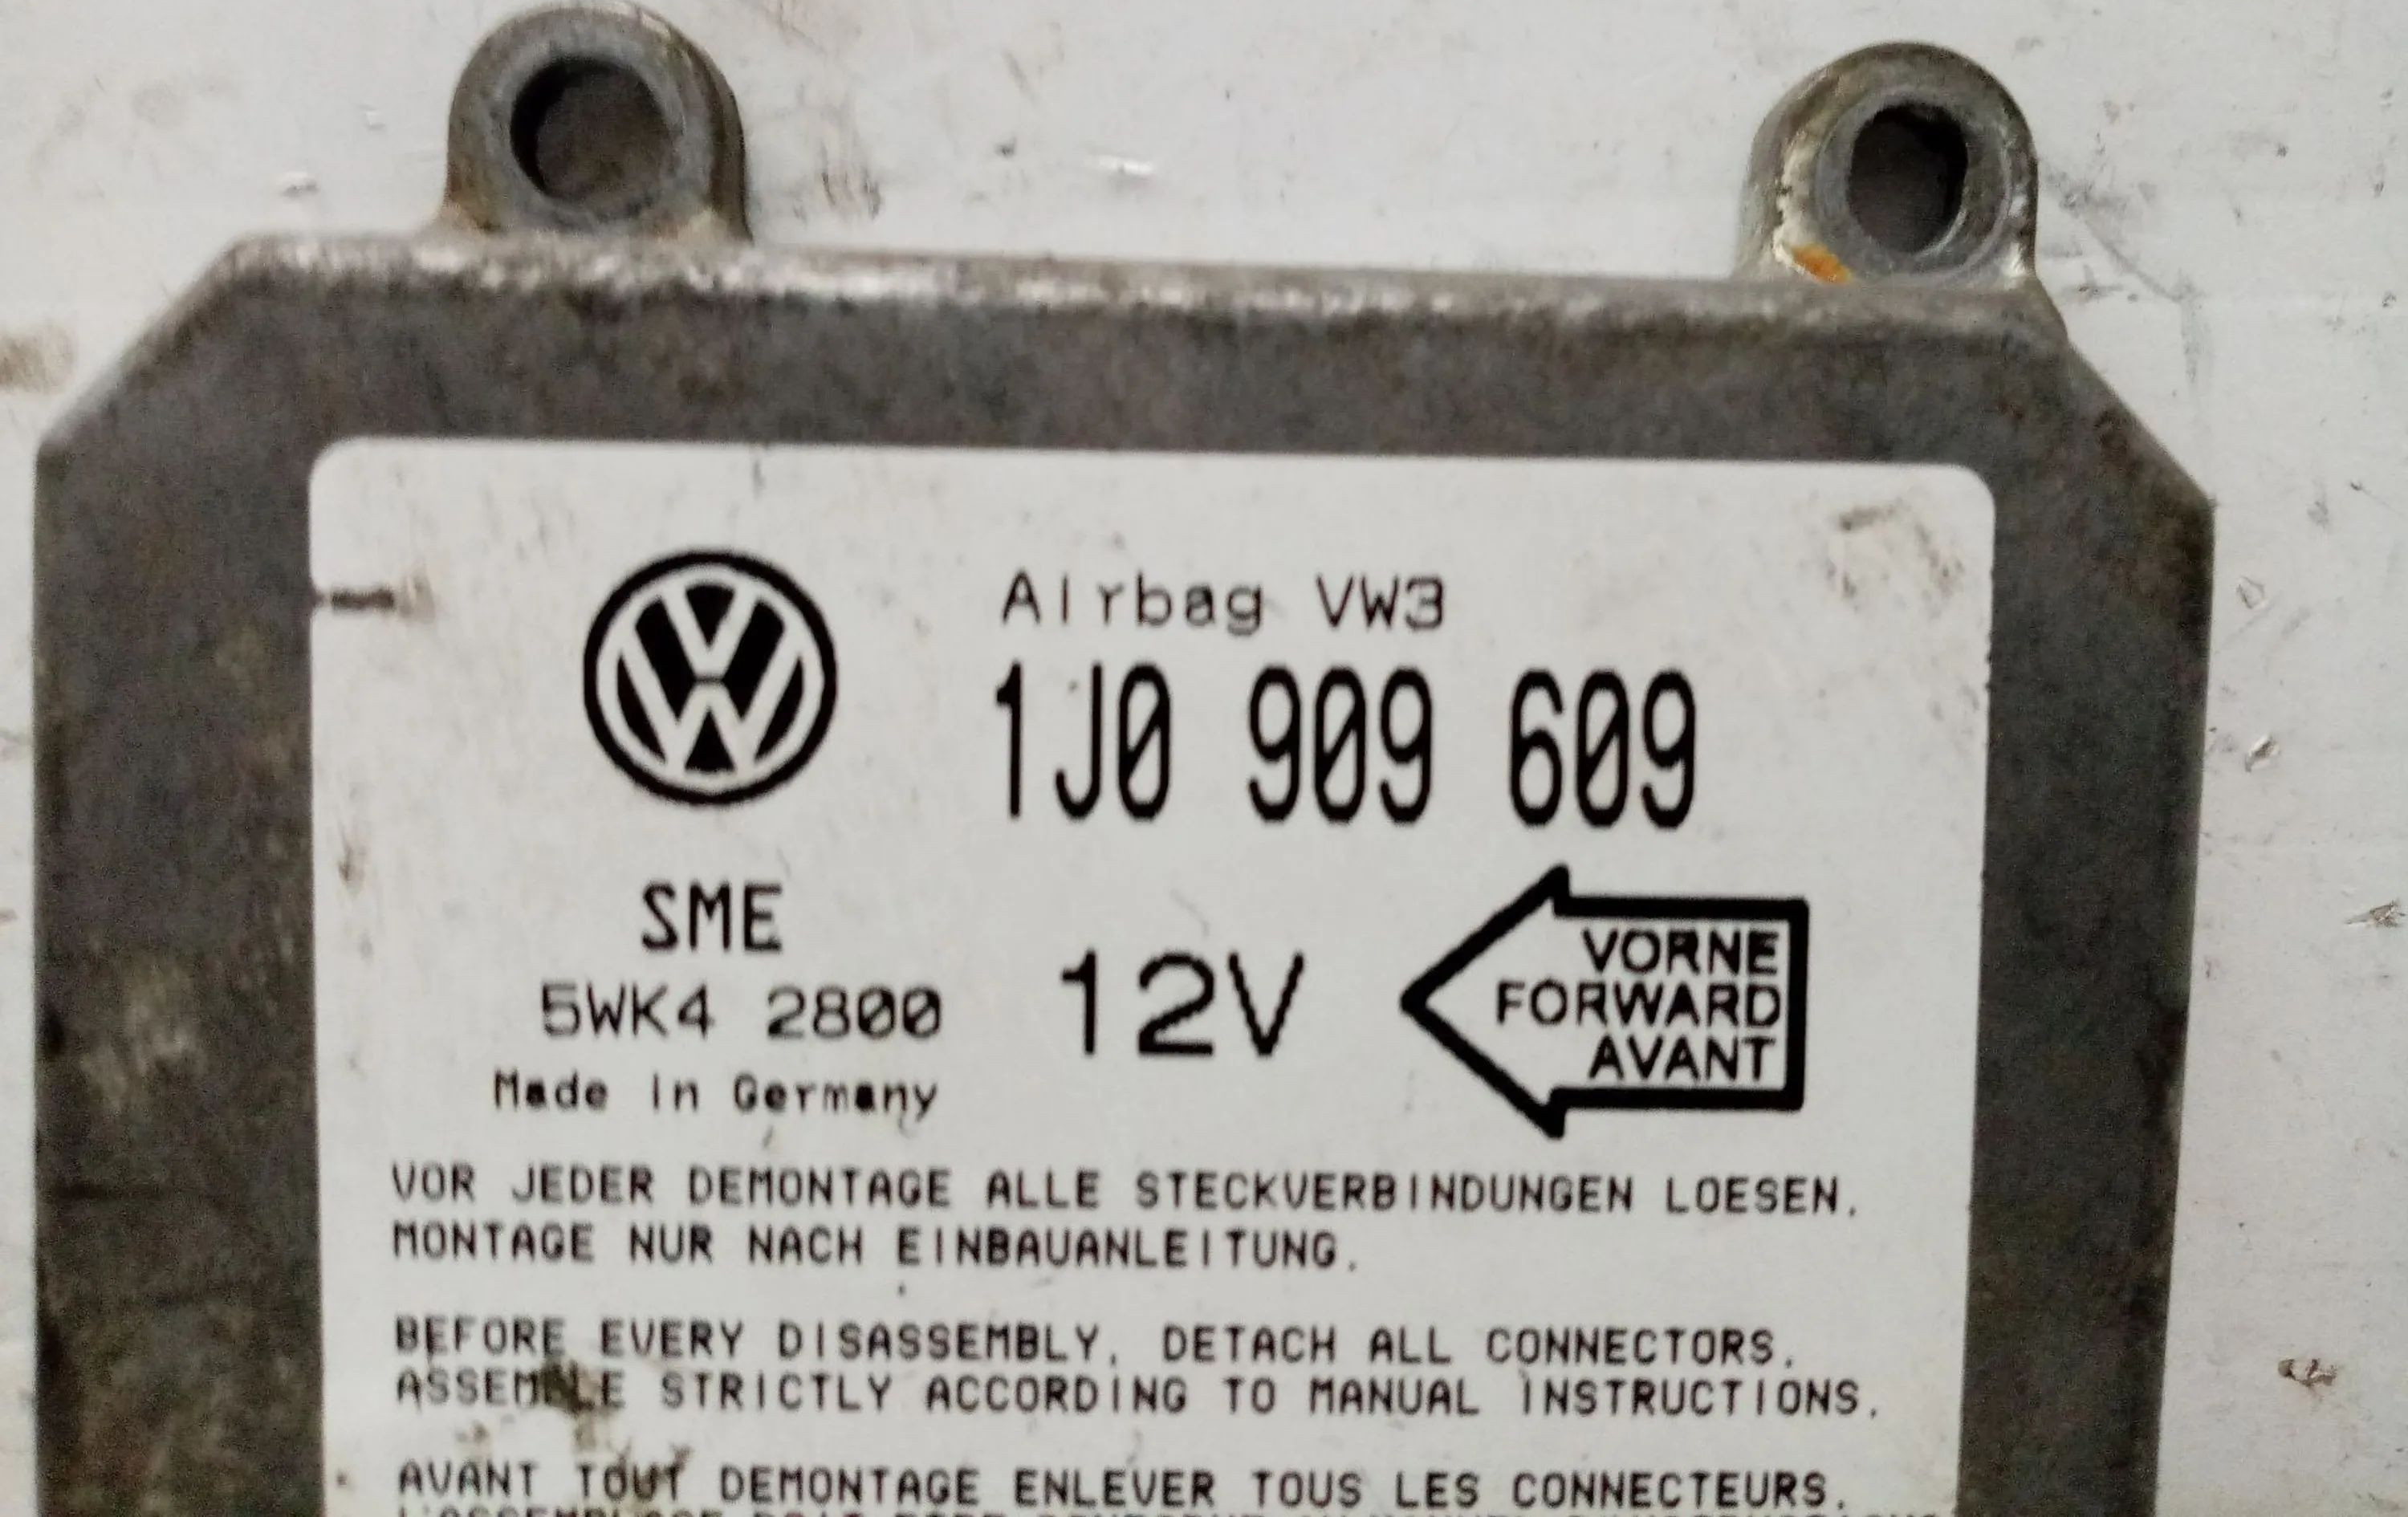 Airbag VW3
1J0 909 609
SME
5WK4 2800
12V
Made in Germany
VORNE
FORWARD
AVANT
VOR JEDER DEMONTAGE ALLE STECKVERBINDUNGEN LOESEN.
MONTAGE NUR NACH EINBAUANLEITUNG.
BEFORE EVERY DISASSEMBLY, DETACH ALL CONNECTORS.
ASSEMBLE STRICTLY ACCORDING TO MANUAL INSTRUCTIONS.
AVANT TOUT DEMONTAGE ENLEVER TOUS LES CONNECTEURS.